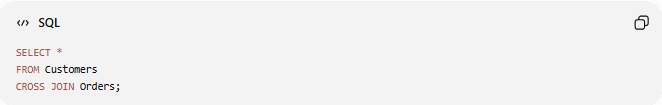 SQL
SELECT *
FROM Customers
CROSS JOIN Orders;